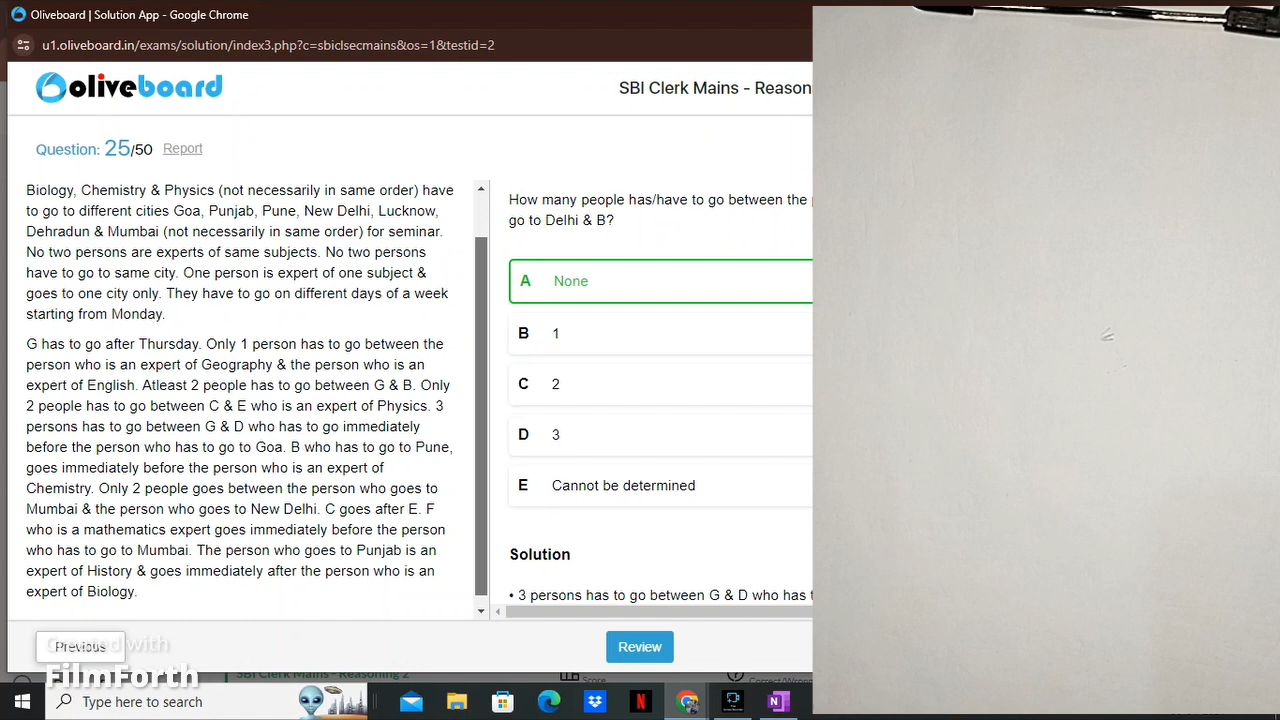 Oliveboard | Solution App - Google Chrome
u1.oliveboard.in/exams/solution/index3.php?c=sbiclsecmains&os=1&testid=2
oliveboard
SBI Clerk Mains - Reasoni
Question: 25/50 Report
Biology, Chemistry & Physics (not necessarily in same order) have
to go to different cities Goa, Punjab, Pune, New Delhi, Lucknow,
Dehradun & Mumbai (not necessarily in same order) for seminar.
No two persons are experts of same subjects. No two persons
have to go to same city. One person is expert of one subject &
goes to one city only. They have to go on different days of a week
starting from Monday.
G has to go after Thursday. Only 1 person has to go between the
person who is an expert of Geography & the person who is an
expert of English. Atleast 2 people has to go between G & B. Only
2 people has to go between C & E who is an expert of Physics. 3
persons has to go between G & D who has to go immediately
before the person who has to go to Goa. B who has to go to Pune,
goes immediately before the person who is an expert of
Chemistry. Only 2 people goes between the person who goes to
Mumbai & the person who goes to New Delhi. C goes after E. F
who is a mathematics expert goes immediately before the person
who has to go to Mumbai. The person who goes to Punjab is an
expert of History & goes immediately after the person who is an
expert of Biology.
How many people has/have to go between the
go to Delhi & B?
A None
B 1
C 2
D 3
E Cannot be determined
Solution
• 3 persons has to go between G & D who has t
Previous
Review
Created with
FilmForth
SBI Clerk Mains - Reasoning 2
Score
Correct/Wrong
Type here to search